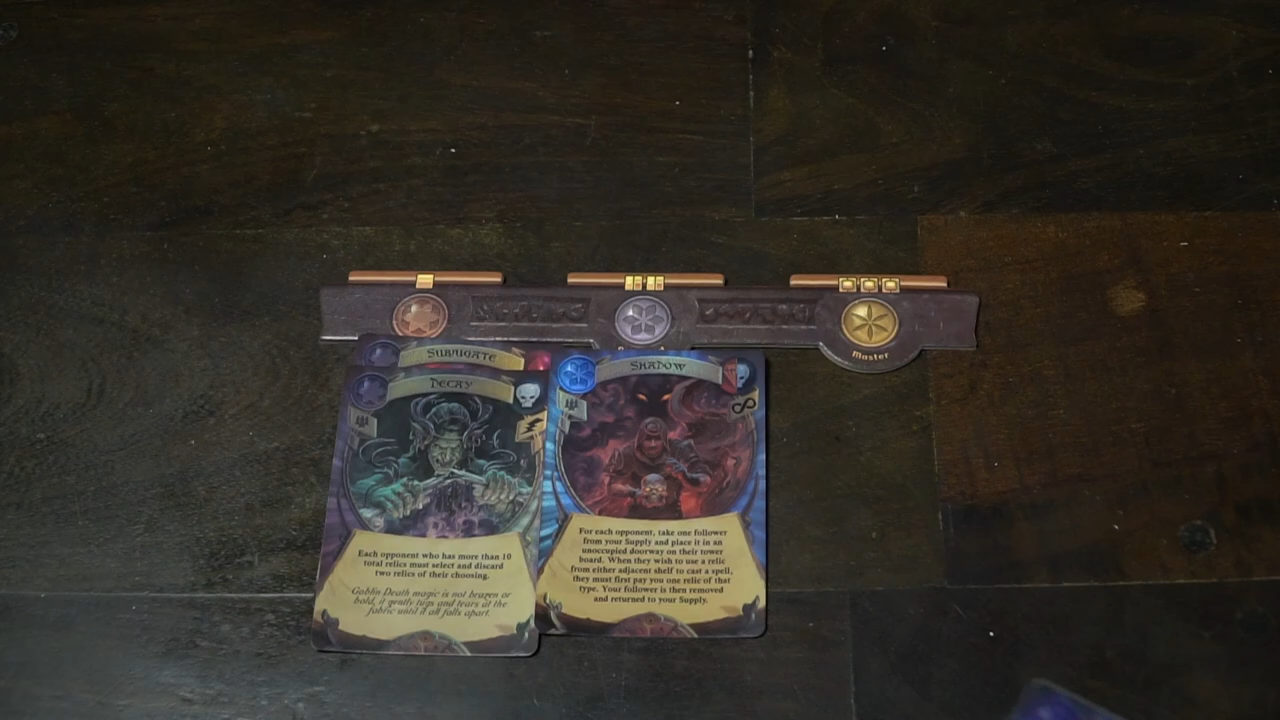 Master
SUBJUGATE
DECAY
SHADOW
Each opponent who has more than 10
total relics must select and discard
two relics of their choosing.
Goblin Death magic is not brazen or
bold, it gently tugs and tears at the
fabric until it all falls apart.
For each opponent, take one follower
from your Supply and place it in an
unoccupied doorway on their tower
board. When they wish to use a relic
from either adjacent shelf to cast a spell,
they must first pay you one relic of that
type. Your follower is then removed
and returned to your Supply.